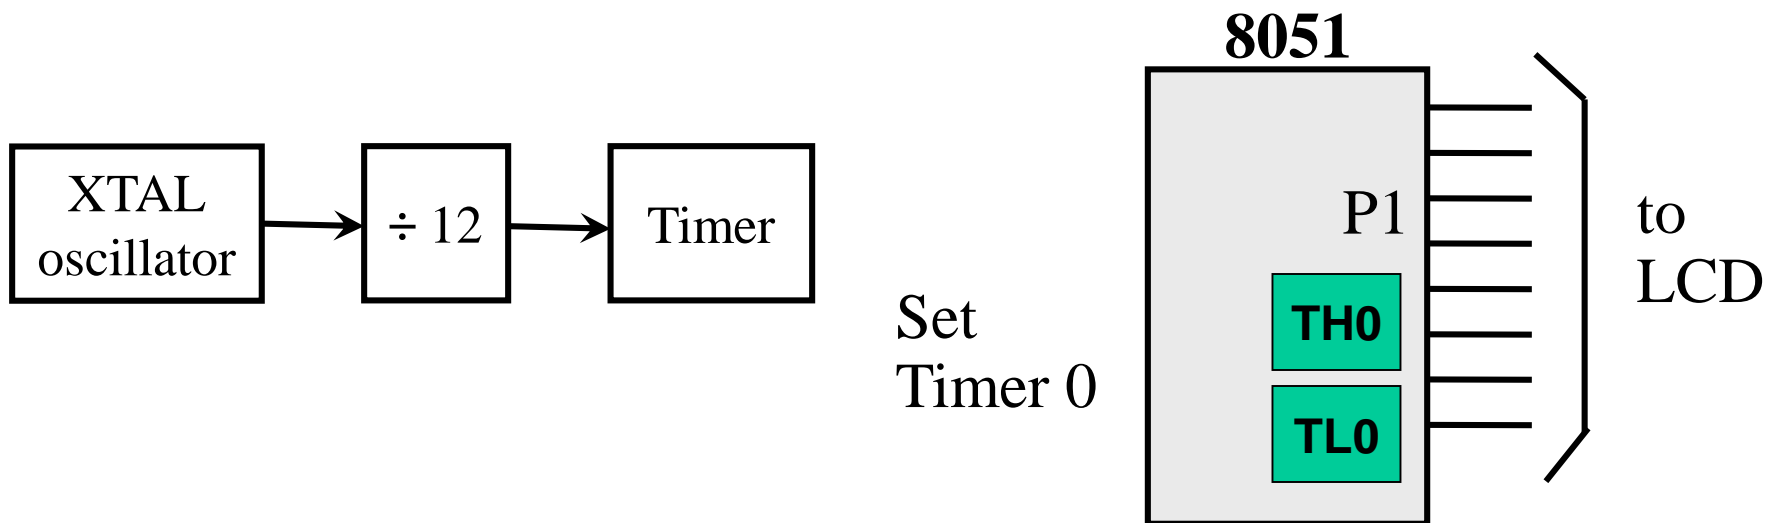 XTAL
oscillator
÷ 12
Timer
Set
Timer 0
8051
P1
TH0
TL0
to
LCD